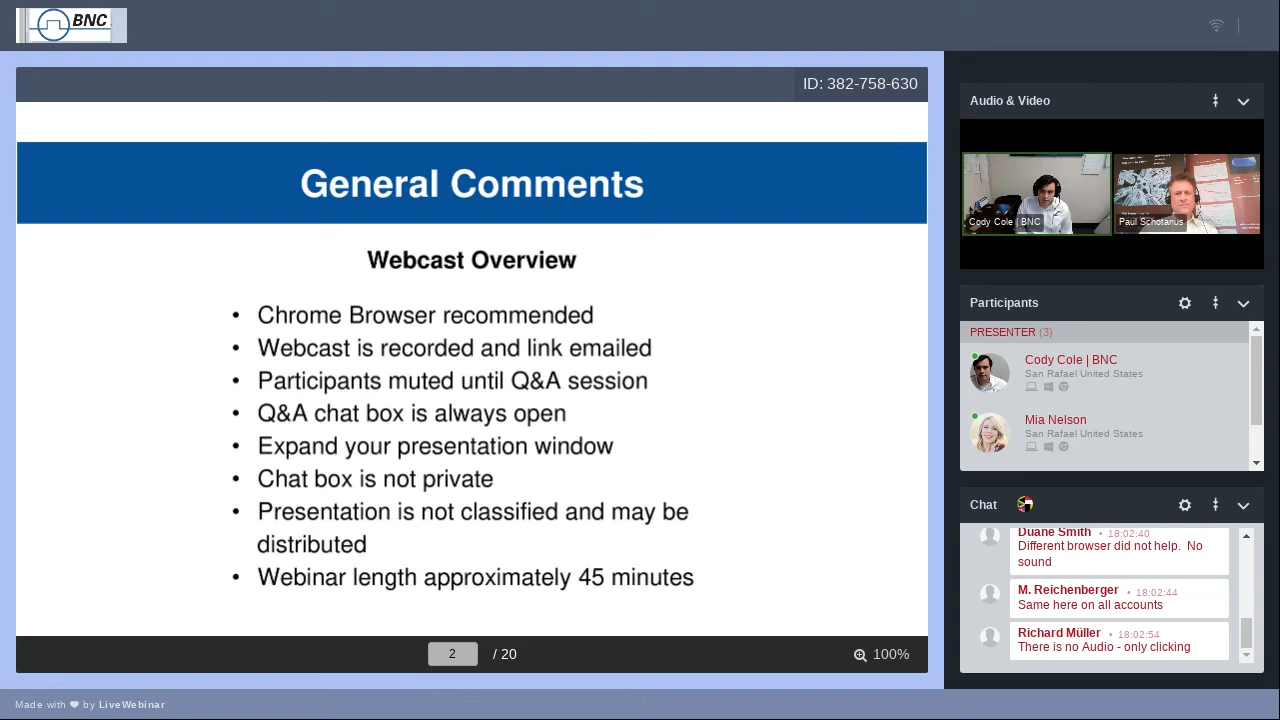 BNC
ID: 382-758-630
General Comments
Webcast Overview
• Chrome Browser recommended
• Webcast is recorded and link emailed
• Participants muted until Q&A session
• Q&A chat box is always open
• Expand your presentation window
• Chat box is not private
• Presentation is not classified and may be
distributed
• Webinar length approximately 45 minutes
2 / 20
100%
Made with ❤ by LiveWebinar
Audio & Video
Cody Cole | BNC
Paul Schotanus
Participants
PRESENTER (3)
Cody Cole | BNC
San Rafael United States
Mia Nelson
San Rafael United States
Chat
Duane Smith • 18:02:40
Different browser did not help. No
sound
M. Reichenberger • 18:02:44
Same here on all accounts
Richard Müller • 18:02:54
There is no Audio - only clicking